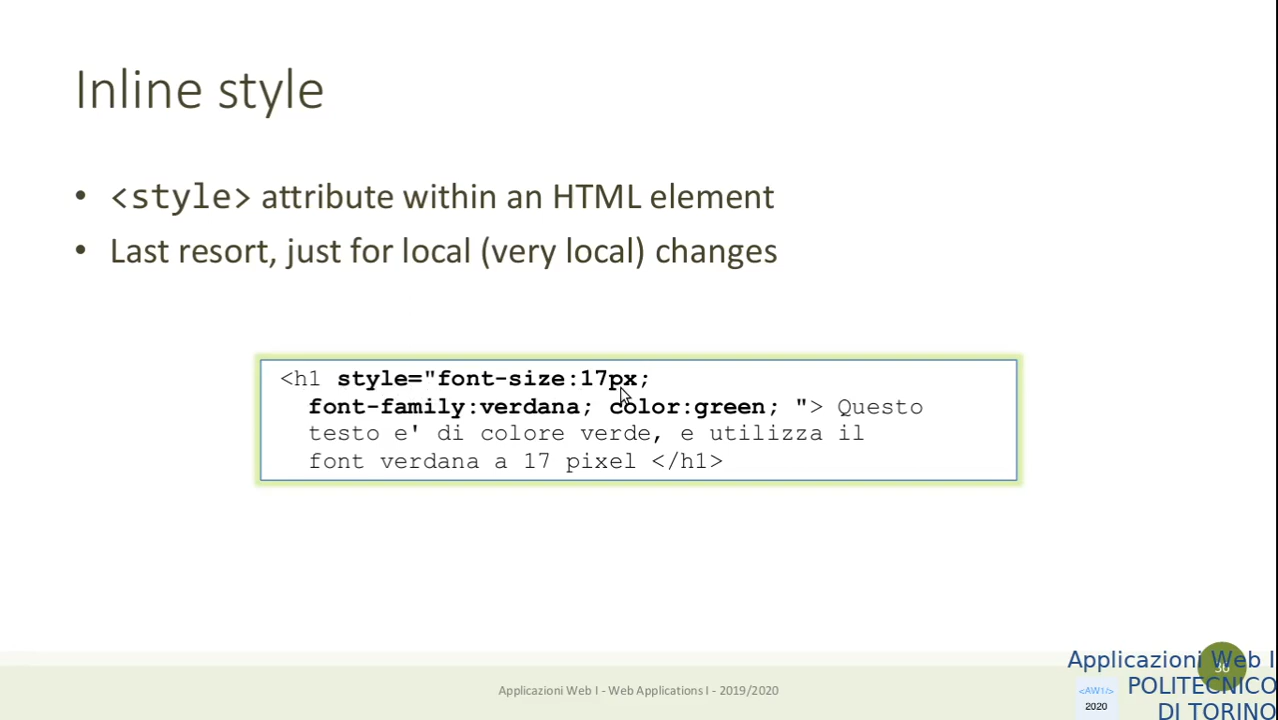 Inline style
• <style> attribute within an HTML element
• Last resort, just for local (very local) changes
<h1 style="font-size:17px;
font-family:verdana; color:green; "> Questo
testo e' di colore verde, e utilizza il
font verdana a 17 pixel </h1>
Applicazioni Web I - Web Applications I - 2019/2020
Applicazioni Web I
POLITECNICO
DI TORINO
<AW1/>
2020